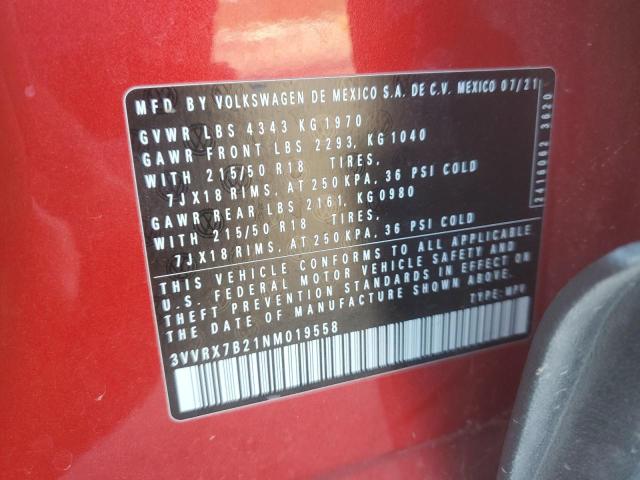 MFD. BY VOLKSWAGEN DE MEXICO S.A. DE C.V. MEXICO 07/21
GVWR LBS 4343 KG 1970
GAWR FRONT LBS 2293, KG 1040
WITH 215/50 R18 TIRES,
7JX18 RIMS, AT 250 KPA, 36 PSI COLD
GAWR REAR LBS 2161, KG 0980
WITH 215/50 R18 TIRES,
7JX18 RIMS, AT 250 KPA, 36 PSI COLD
THIS VEHICLE CONFORMS TO ALL APPLICABLE
U.S. FEDERAL MOTOR VEHICLE SAFETY AND
THEFT PREVENTION STANDARDS IN EFFECT ON
THE DATE OF MANUFACTURE SHOWN ABOVE.
3VVRX7B21NM019558 TYPE: MPV
2416082 3620